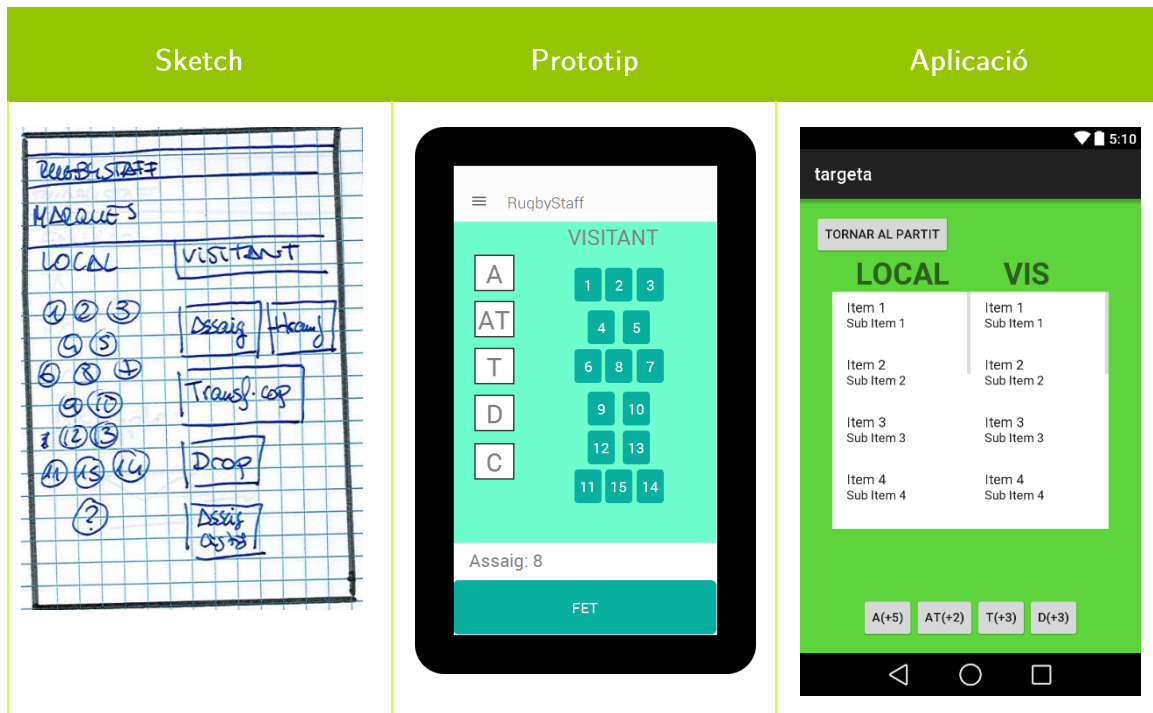 Sketch
Prototip
Aplicació
RUGBYSTAFF
MARQUES
LOCAL
VISITANT
1 2 3
4 5
6 8 7
9 10
12 13
11 15 14
?
Assaig
Transf
Transf. cop
Drop
Assaig
RugbyStaff
VISITANT
A
AT
T
D
C
1 2 3
4 5
6 8 7
9 10
12 13
11 15 14
Assaig: 8
FET
5:10
targeta
TORNAR AL PARTIT
LOCAL VIS
Item 1 Item 1
Sub Item 1 Sub Item 1
Item 2 Item 2
Sub Item 2 Sub Item 2
Item 3 Item 3
Sub Item 3 Sub Item 3
Item 4 Item 4
Sub Item 4 Sub Item 4
A(+5) AT(+2) T(+3) D(+3)